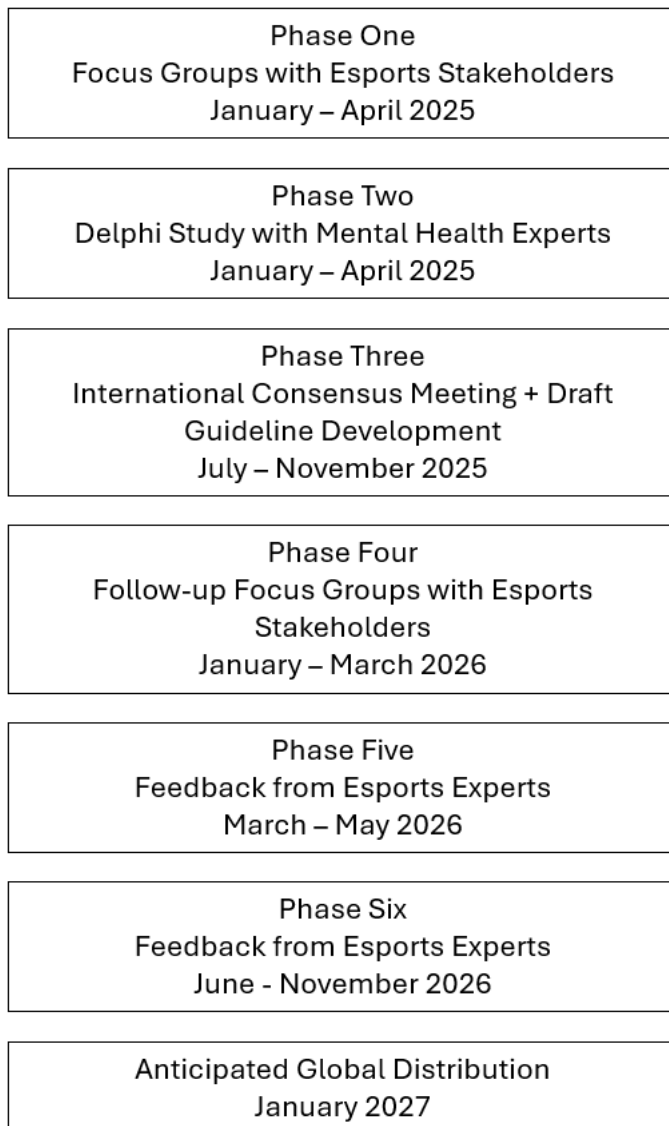 Phase One
Focus Groups with Esports Stakeholders
January – April 2025
Phase Two
Delphi Study with Mental Health Experts
January – April 2025
Phase Three
International Consensus Meeting + Draft
Guideline Development
July – November 2025
Phase Four
Follow-up Focus Groups with Esports
Stakeholders
January – March 2026
Phase Five
Feedback from Esports Experts
March – May 2026
Phase Six
Feedback from Esports Experts
June - November 2026
Anticipated Global Distribution
January 2027